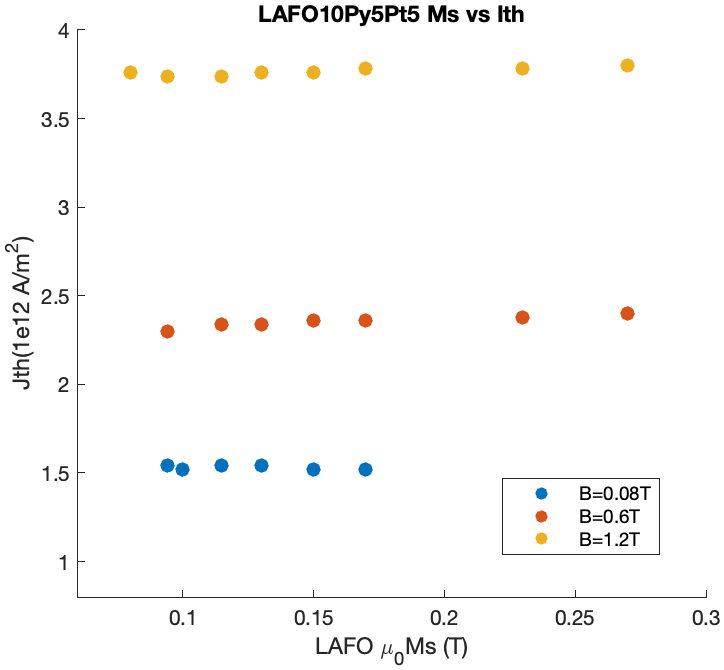 LAFO10Py5Pt5 Ms vs Ith
4
3.5
3
2.5
2
1.5
1
Jth(1e12 A/m²)
B=0.08T
B=0.6T
B=1.2T
0.1 0.15 0.2 0.25 0.3
LAFO μ₀Ms (T)